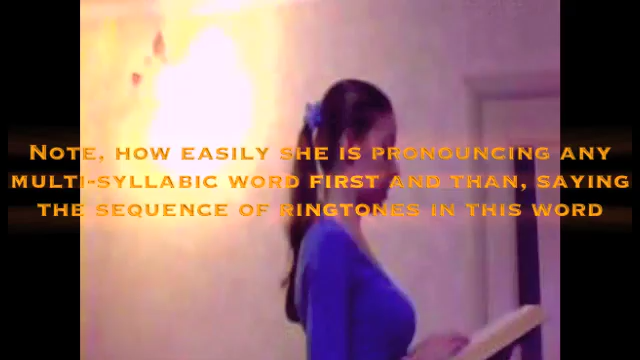 Note, how easily she is pronouncing any
multi-syllabic word first and than, saying
the sequence of ringtones in this word